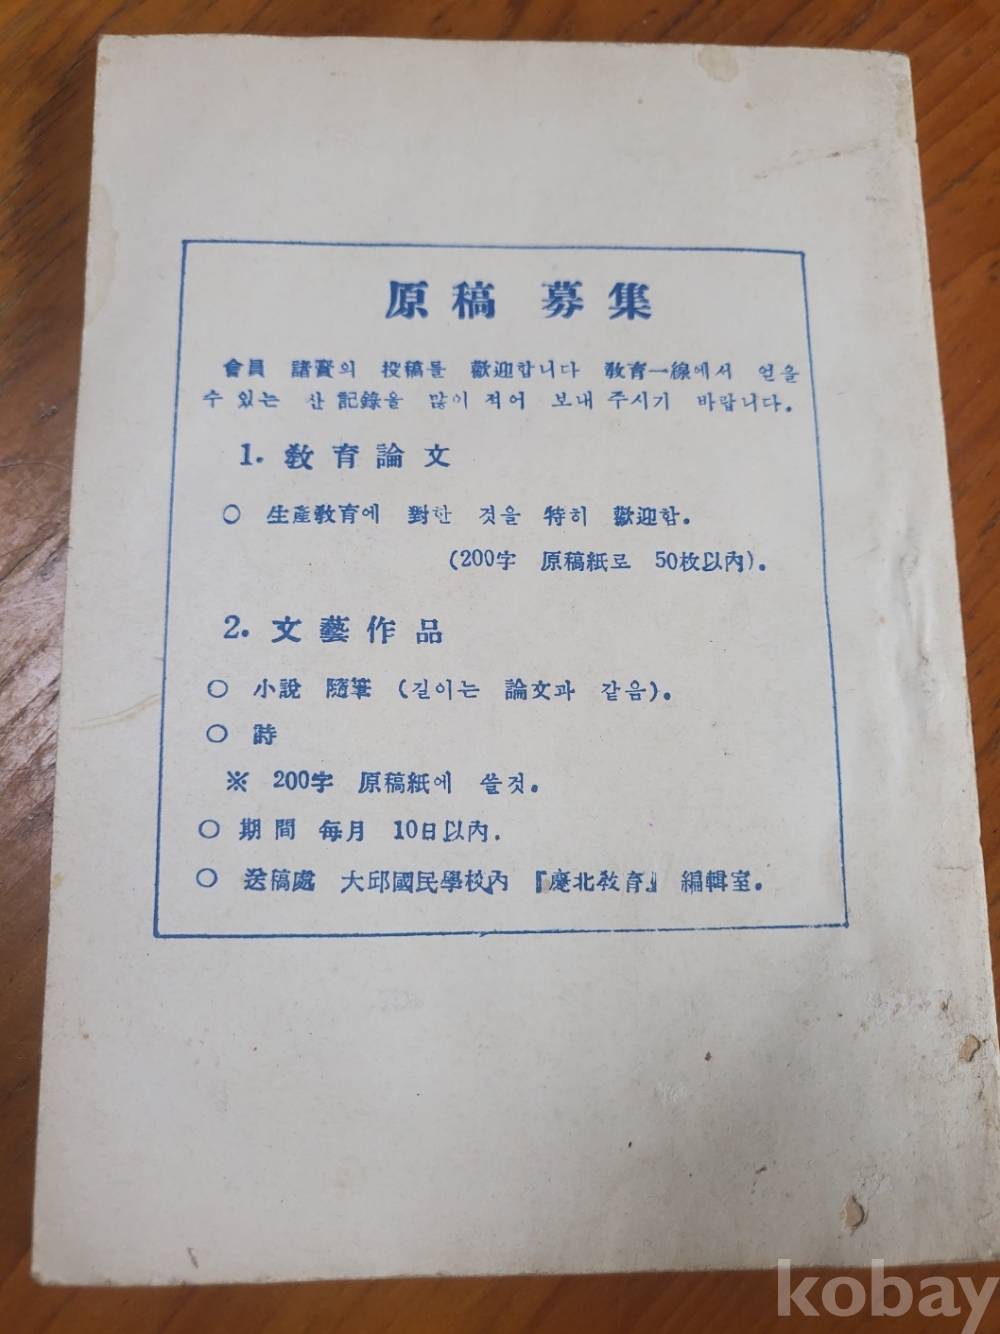 原稿 募集
會員 諸賢의 投稿를 歡迎합니다 敎育一線에서 얻을
수 있는 산 記錄을 많이 적어 보내 주시기 바랍니다.
1. 敎育論文
○ 生產敎育에 對한 것을 特히 歡迎함.
(200字 原稿紙로 50枚以內).
2. 文藝作品
○ 小說 隨筆 (길이는 論文과 같음).
○ 詩
※ 200字 原稿紙에 쓸것.
○ 期間 每月 10日以內.
○ 送稿處 大邱國民學校內 『慶北敎育』 編輯室.
kobay